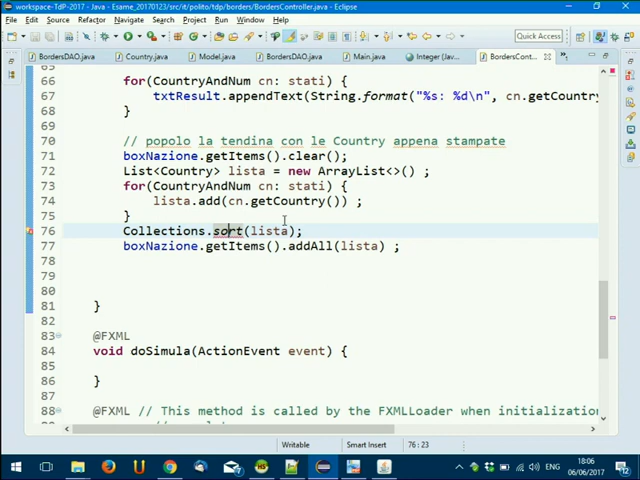 workspace-TdP-2017 - Java - Esame_20170123/src/it/polito/tdp/borders/BordersController.java - Eclipse
File Edit Source Refactor Navigate Search Project Run Window Help
Quick Access
BordersDAO.java Country.java Model.java BordersDAO.java Main.java Integer (Java... BordersCont...
65
66 for(CountryAndNum cn: stati) {
67 txtResult.appendText(String.format("%s: %d\n", cn.getCountry
68 }
69
70 // popolo la tendina con le Country appena stampate
71 boxNazione.getItems().clear();
72 List<Country> lista = new ArrayList<>() ;
73 for(CountryAndNum cn: stati) {
74 lista.add(cn.getCountry()) ;
75 }
76 Collections.sort(lista);
77 boxNazione.getItems().addAll(lista) ;
78
79
80
81 }
82
83 @FXML
84 void doSimula(ActionEvent event) {
85
86 }
87
88 @FXML // This method is called by the FXMLLoader when initialization
Writable Smart Insert 76 : 23
ENG 18:06
06/06/2017